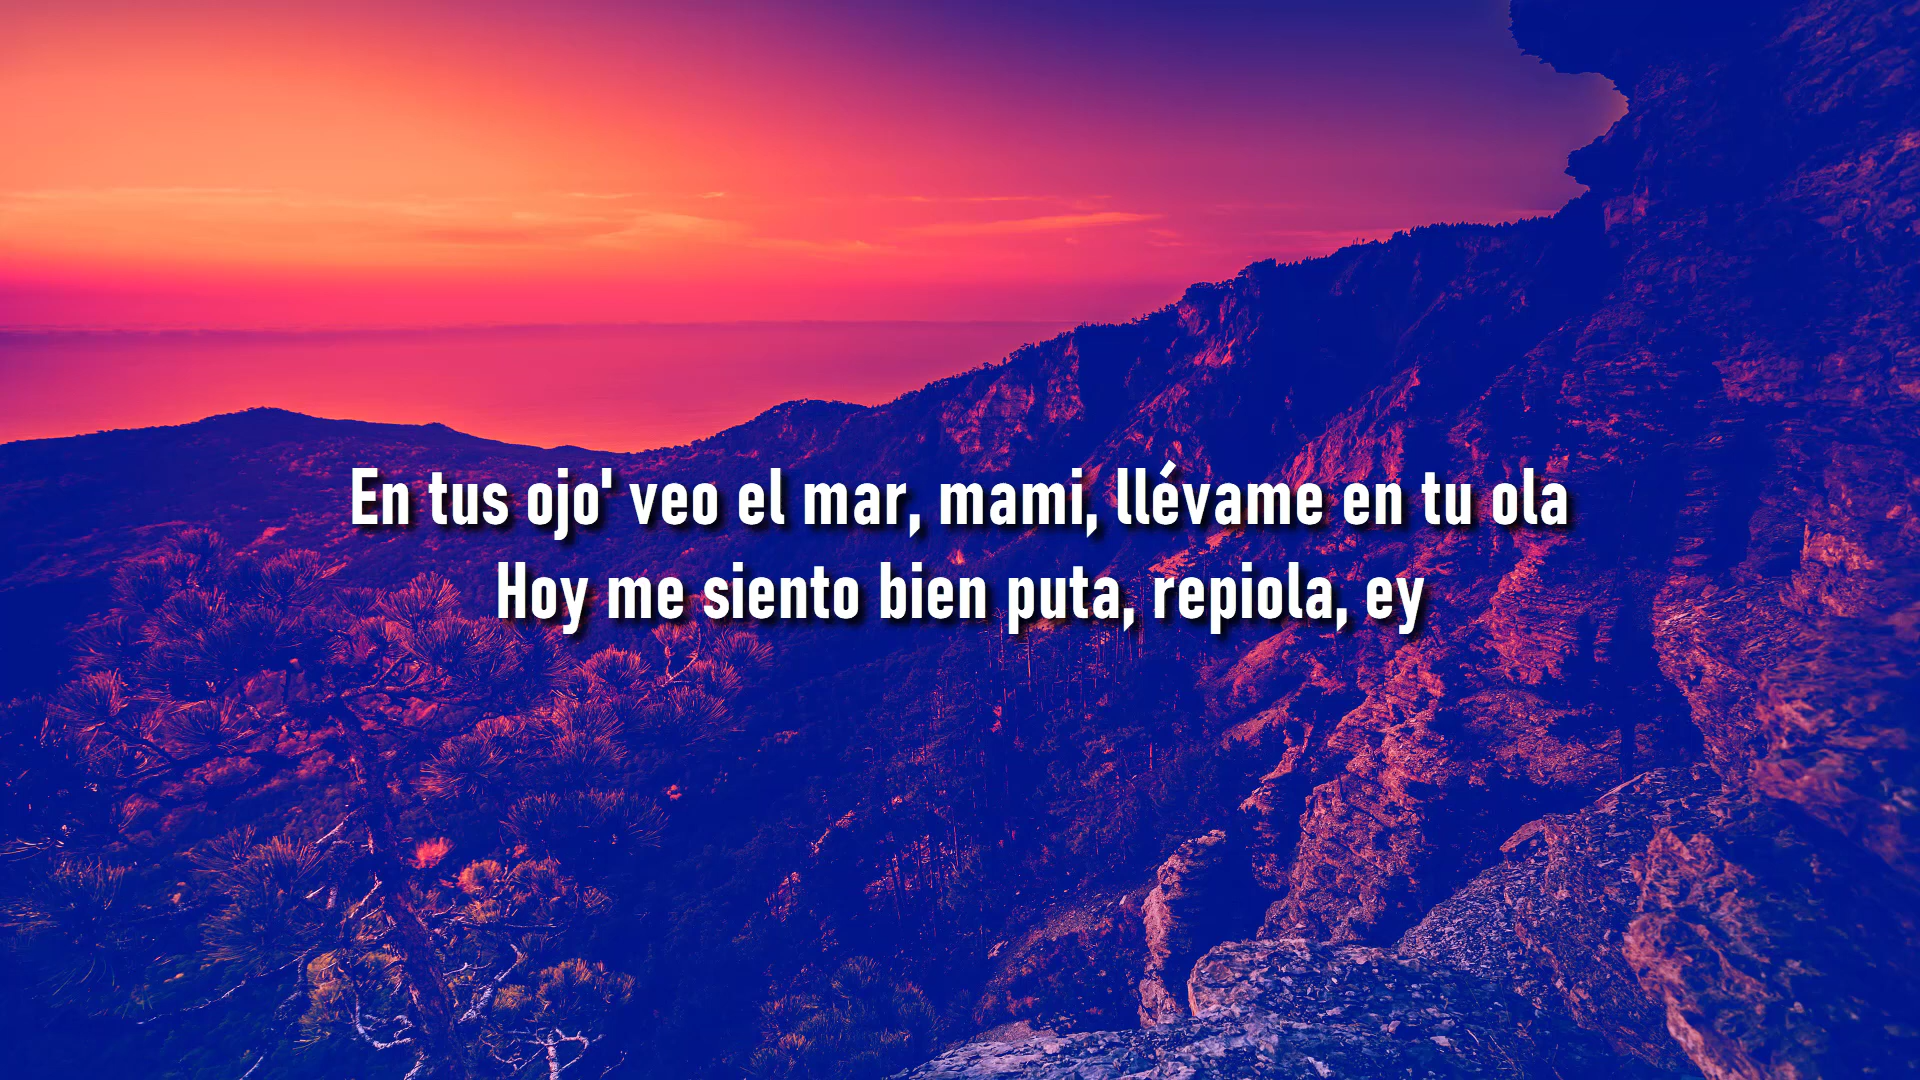 En tus ojo' veo el mar, mami, llévame en tu ola
Hoy me siento bien puta, repiola, ey